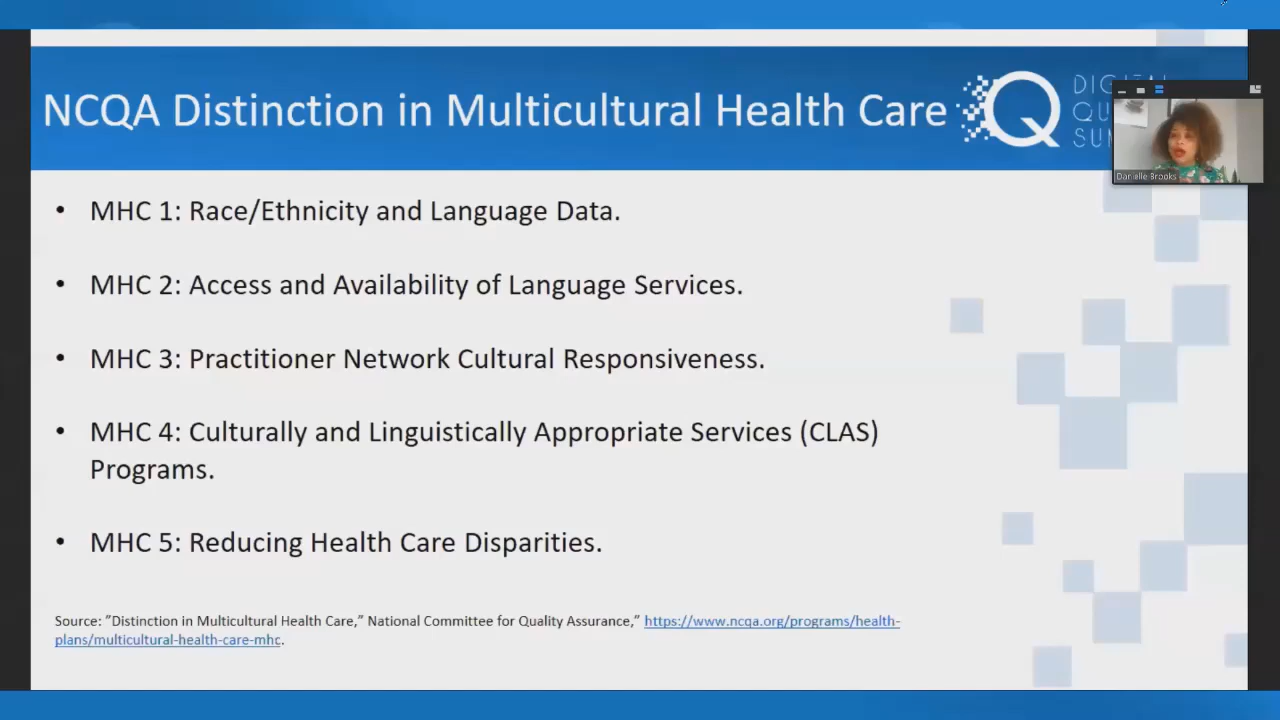 NCQA Distinction in Multicultural Health Care
Q
Danielle Brooks
• MHC 1: Race/Ethnicity and Language Data.
• MHC 2: Access and Availability of Language Services.
• MHC 3: Practitioner Network Cultural Responsiveness.
• MHC 4: Culturally and Linguistically Appropriate Services (CLAS)
Programs.
• MHC 5: Reducing Health Care Disparities.
Source: ”Distinction in Multicultural Health Care,” National Committee for Quality Assurance,” https://www.ncqa.org/programs/health-
plans/multicultural-health-care-mhc.